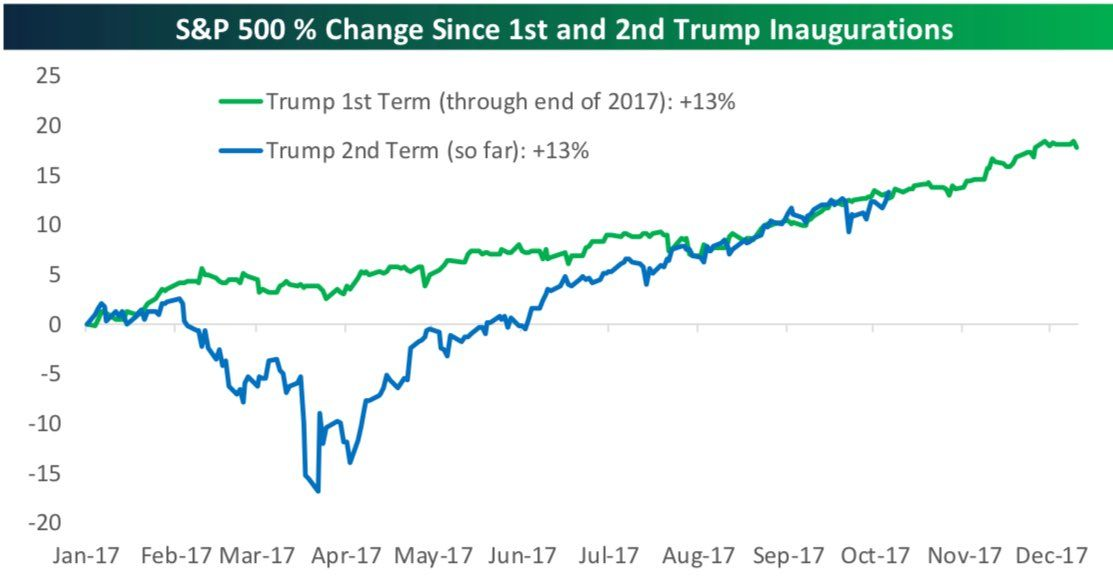 S&P 500 % Change Since 1st and 2nd Trump Inaugurations
25
Trump 1st Term (through end of 2017): +13%
20
Trump 2nd Term (so far): +13%
15
10
5
0
-5
-10
-15
-20
Jan-17 Feb-17 Mar-17 Apr-17 May-17 Jun-17 Jul-17 Aug-17 Sep-17 Oct-17 Nov-17 Dec-17